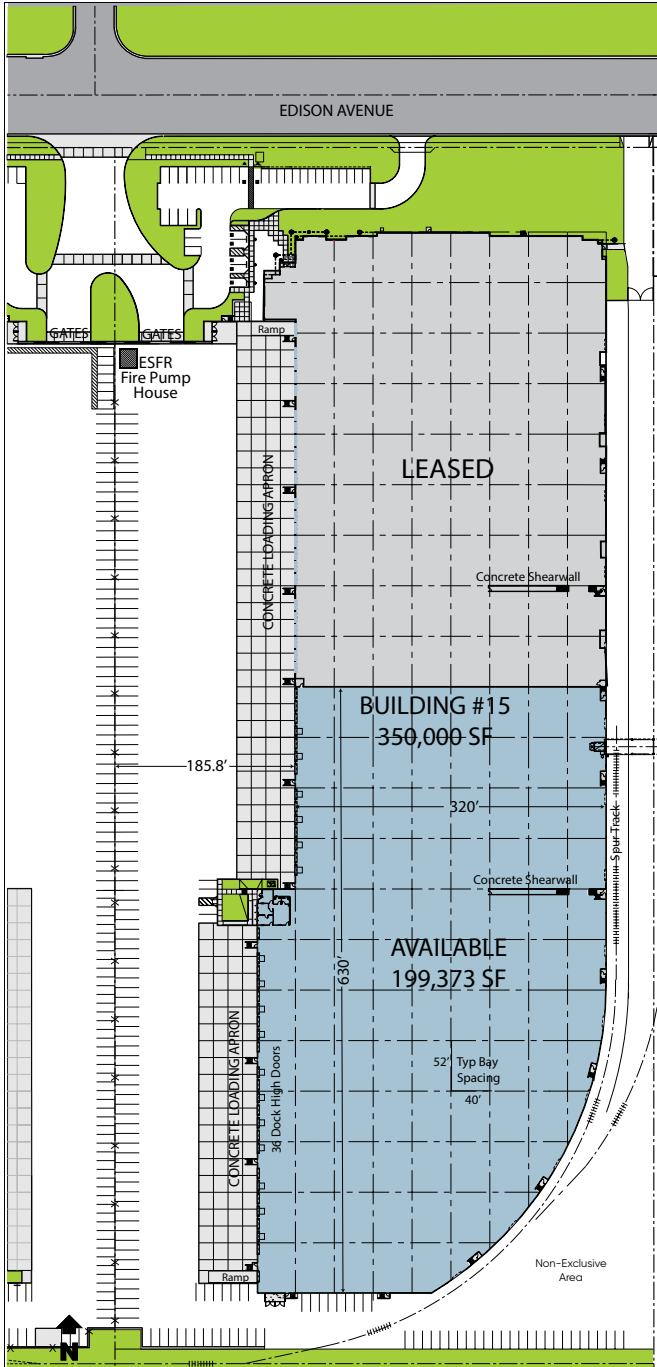 EDISON AVENUE
Ramp
GATES
GATES
ESFR
Fire Pump
House
CONCRETE LOADING APRON
LEASED
Concrete Shearwall
BUILDING #15
350,000 SF
185.8’
320’
Spur Track
Concrete Shearwall
AVAILABLE
199,373 SF
630’
52’ Typ Bay
Spacing
40’
36 Dock High Doors
CONCRETE LOADING APRON
Non-Exclusive
Area
Ramp
N